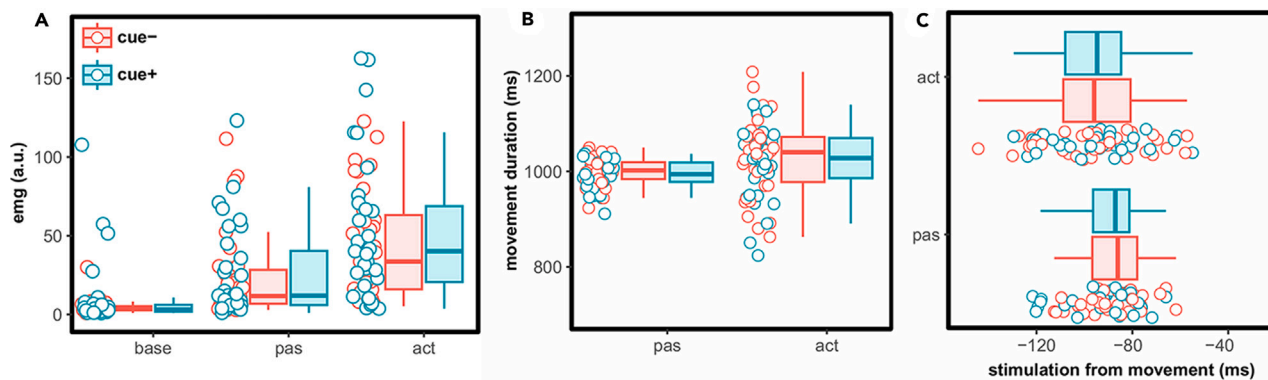 A
cue−
cue+
emg (a.u.)
150
100
50
0
base
pas
act
B
movement duration (ms)
1200
1000
800
pas
act
C
act
pas
−120
−80
−40
stimulation from movement (ms)